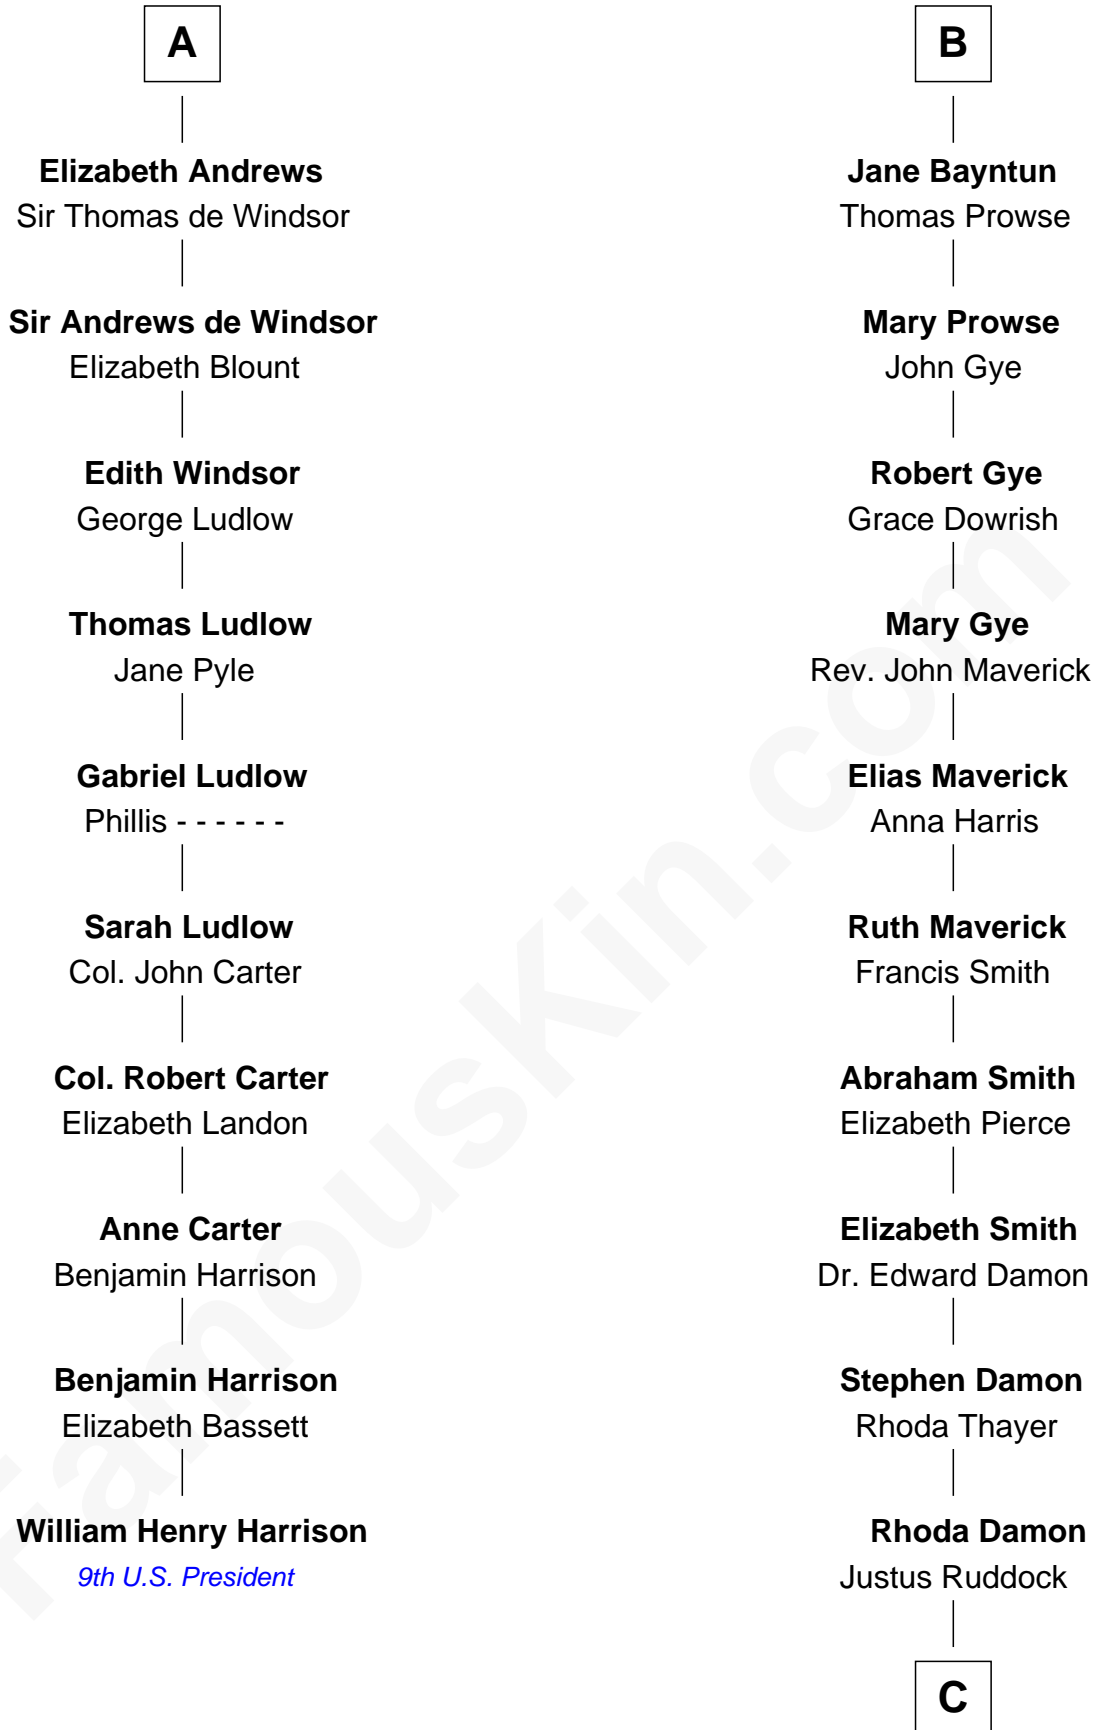 A
Elizabeth Andrews
Sir Thomas de Windsor
Sir Andrews de Windsor
Elizabeth Blount
Edith Windsor
George Ludlow
Thomas Ludlow
Jane Pyle
Gabriel Ludlow
Phillis - - - - - -
Sarah Ludlow
Col. John Carter
Col. Robert Carter
Elizabeth Landon
Anne Carter
Benjamin Harrison
Benjamin Harrison
Elizabeth Bassett
William Henry Harrison
9th U.S. President
B
Jane Bayntun
Thomas Prowse
Mary Prowse
John Gye
Robert Gye
Grace Dowrish
Mary Gye
Rev. John Maverick
Elias Maverick
Anna Harris
Ruth Maverick
Francis Smith
Abraham Smith
Elizabeth Pierce
Elizabeth Smith
Dr. Edward Damon
Stephen Damon
Rhoda Thayer
Rhoda Damon
Justus Ruddock
C
FamousKin.com